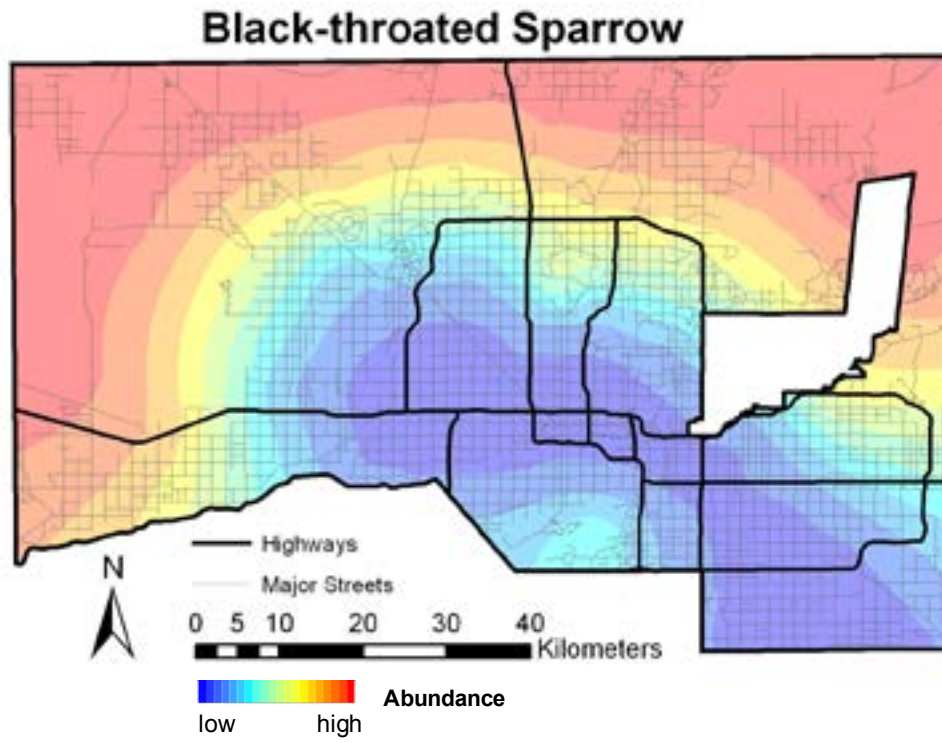 Black-throated Sparrow
Highways
Major Streets
N
0 5 10 20 30 40
Kilometers
Abundance
low high